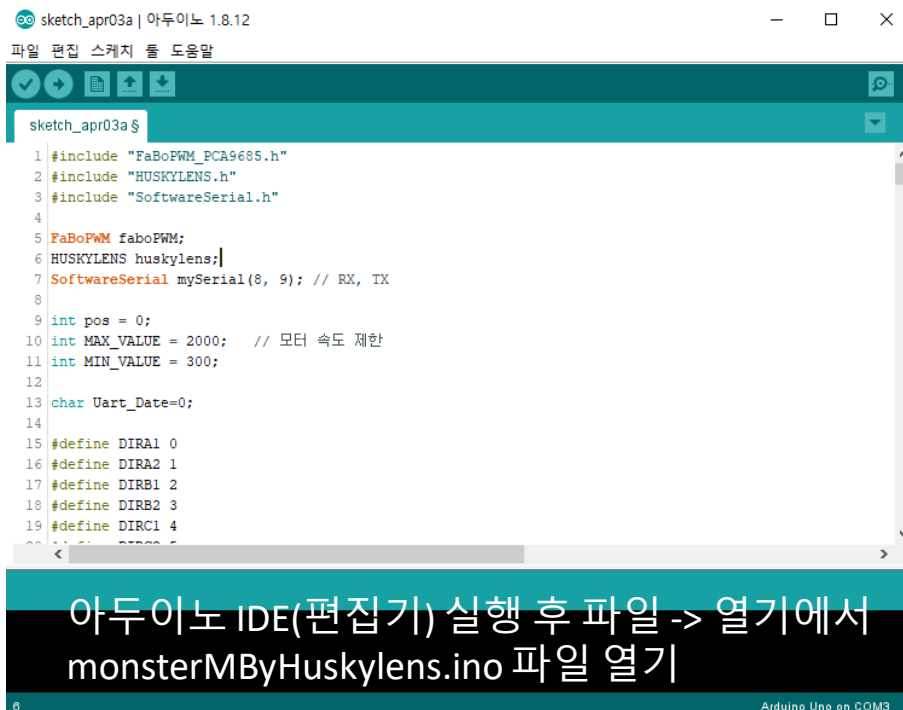 sketch_apr03a | 아두이노 1.8.12
파일 편집 스케치 툴 도움말
sketch_apr03a §
1 #include "FaBoPWM_PCA9685.h"
2 #include "HUSKYLENS.h"
3 #include "SoftwareSerial.h"
4
5 FaBoPWM faboPWM;
6 HUSKYLENS huskylens;
7 SoftwareSerial mySerial(8, 9); // RX, TX
8
9 int pos = 0;
10 int MAX_VALUE = 2000; // 모터 속도 제한
11 int MIN_VALUE = 300;
12
13 char Uart_Date=0;
14
15 #define DIRA1 0
16 #define DIRA2 1
17 #define DIRB1 2
18 #define DIRB2 3
19 #define DIRC1 4
아두이노 IDE(편집기) 실행 후 파일 -> 열기에서
monsterMByHuskylens.ino 파일 열기
6 Arduino Uno on COM3